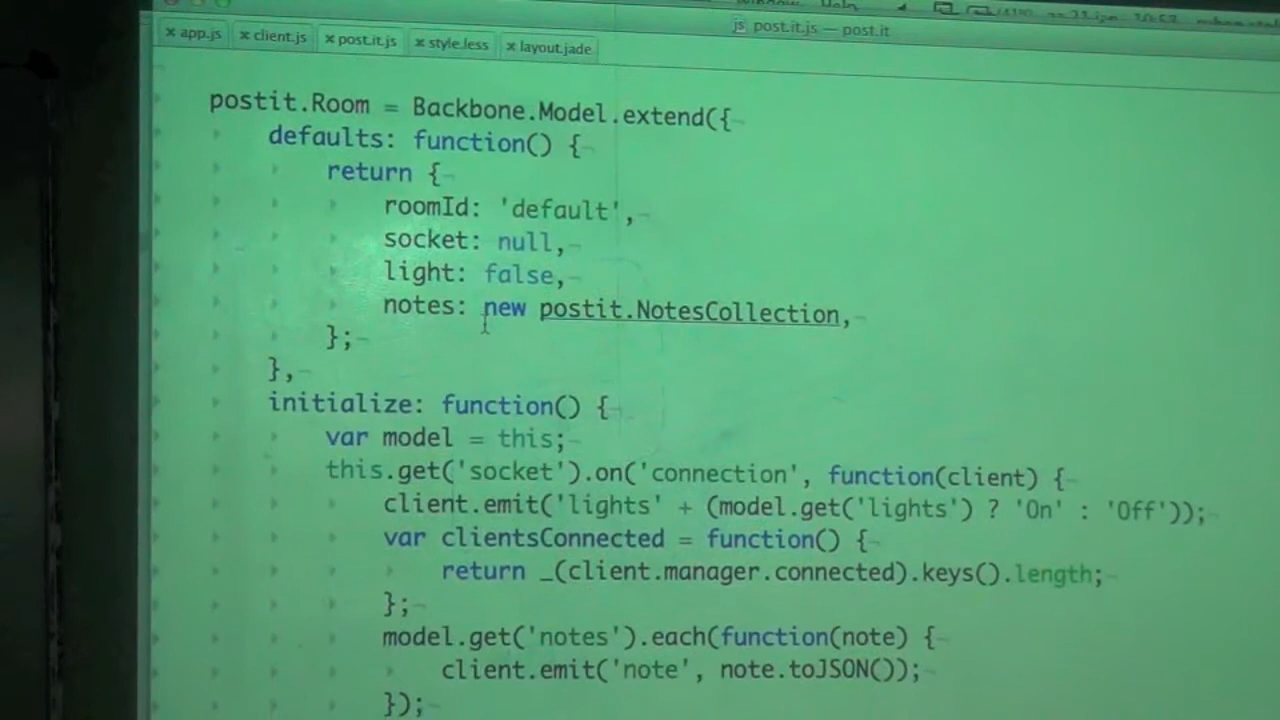 post.it.js — post.it
app.js
client.js
post.it.js
style.less
layout.jade
postit.Room = Backbone.Model.extend({
defaults: function() {
return {
roomId: 'default',
socket: null,
light: false,
notes: new postit.NotesCollection,
};
},
initialize: function() {
var model = this;
this.get('socket').on('connection', function(client) {
client.emit('lights' + (model.get('lights') ? 'On' : 'Off'));
var clientsConnected = function() {
return _(client.manager.connected).keys().length;
};
model.get('notes').each(function(note) {
client.emit('note', note.toJSON());
});